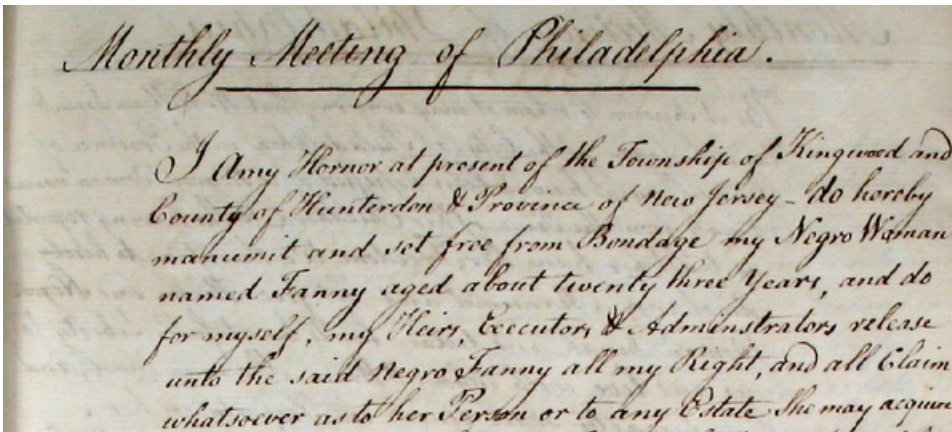 Monthly Meeting of Philadelphia.
I Amy Hornor at present of the Township of Kingwood and
County of Hunterdon & Province of New Jersey - do hereby
manumit and set free from Bondage my Negro Woman
named Fanny aged about twenty three Years, and do
for myself, my Heirs, Executors & Adminstrators release
unto the said Negro Fanny all my Right, and all Claim
whatsoever as to her Person or to any Estate She may acquire